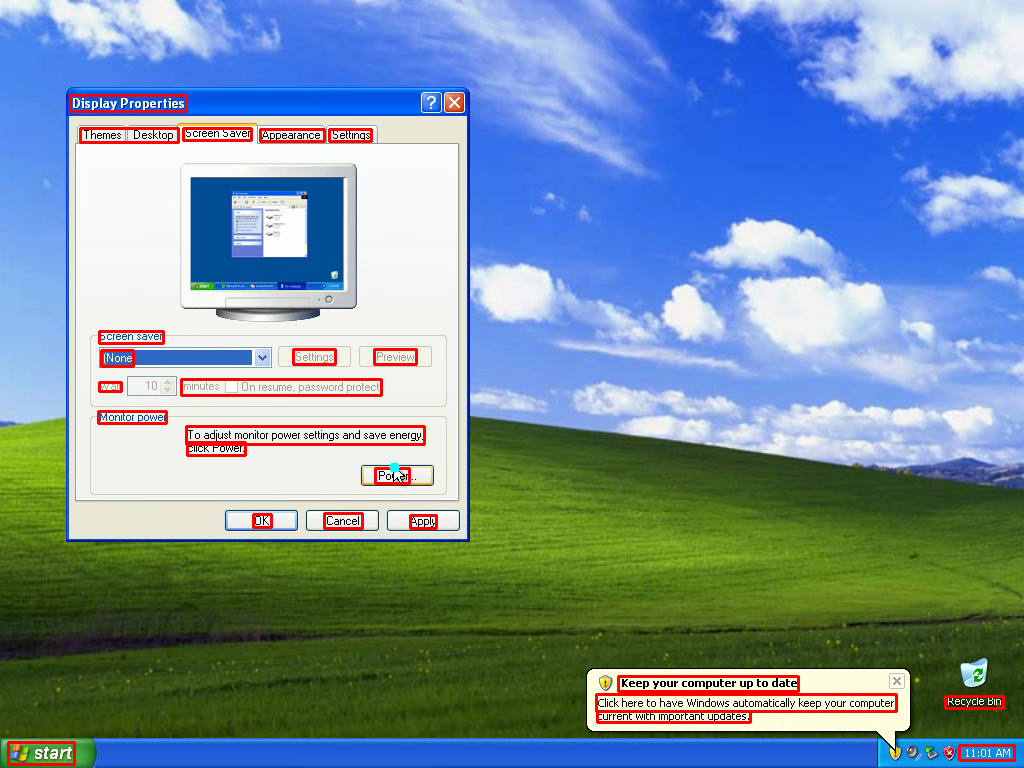 Display Properties
Themes Desktop Screen Saver Appearance Settings
Screen saver
(None) Settings Preview
Wait 10 minutes On resume, password protect
Monitor power
To adjust monitor power settings and save energy,
click Power.
Power...
OK Cancel Apply
Keep your computer up to date
Click here to have Windows automatically keep your computer
current with important updates.
Recycle Bin
start 11:01 AM